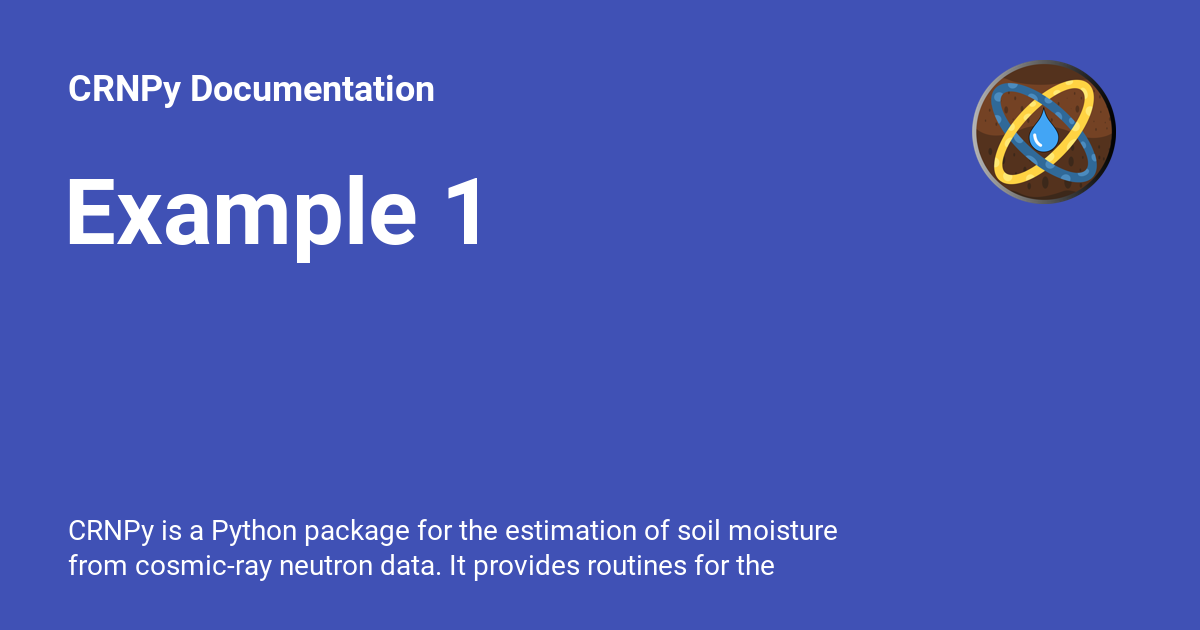 CRNPy Documentation
Example 1
CRNPy is a Python package for the estimation of soil moisture
from cosmic-ray neutron data. It provides routines for the